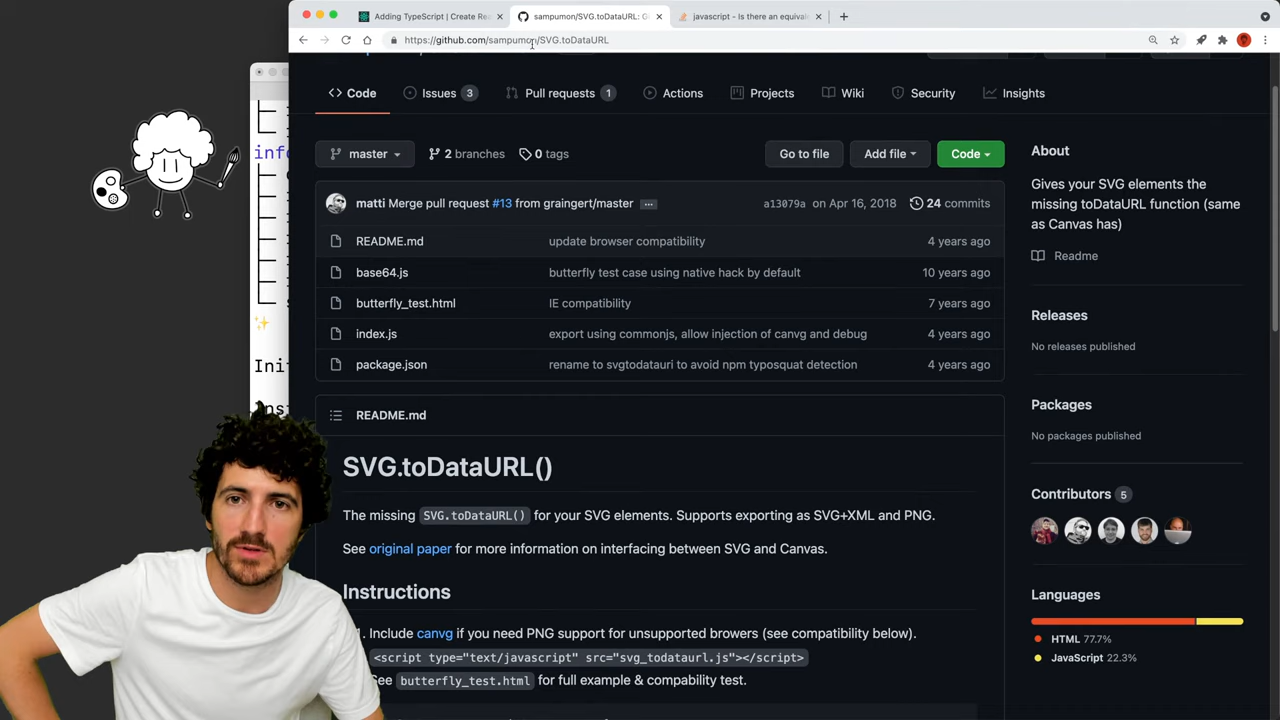 Adding TypeScript | Create Rea
sampumon/SVG.toDataURL: G
javascript - Is there an equival
https://github.com/sampumon/SVG.toDataURL
Code
Issues 3
Pull requests 1
Actions
Projects
Wiki
Security
Insights
master
2 branches
0 tags
Go to file
Add file
Code
About
Gives your SVG elements the
missing toDataURL function (same
as Canvas has)
Readme
matti Merge pull request #13 from graingert/master ...
a13079a on Apr 16, 2018
24 commits
README.md update browser compatibility 4 years ago
base64.js butterfly test case using native hack by default 10 years ago
butterfly_test.html IE compatibility 7 years ago
index.js export using commonjs, allow injection of canvg and debug 4 years ago
package.json rename to svgtodatauri to avoid npm typosquat detection 4 years ago
Releases
No releases published
Packages
No packages published
Contributors 5
Languages
HTML 77.7%
JavaScript 22.3%
README.md
SVG.toDataURL()
The missing SVG.toDataURL() for your SVG elements. Supports exporting as SVG+XML and PNG.
See original paper for more information on interfacing between SVG and Canvas.
Instructions
1. Include canvg if you need PNG support for unsupported browers (see compatibility below).
<script type="text/javascript" src="svg_todataurl.js"></script>
See butterfly_test.html for full example & compability test.
info
Ini